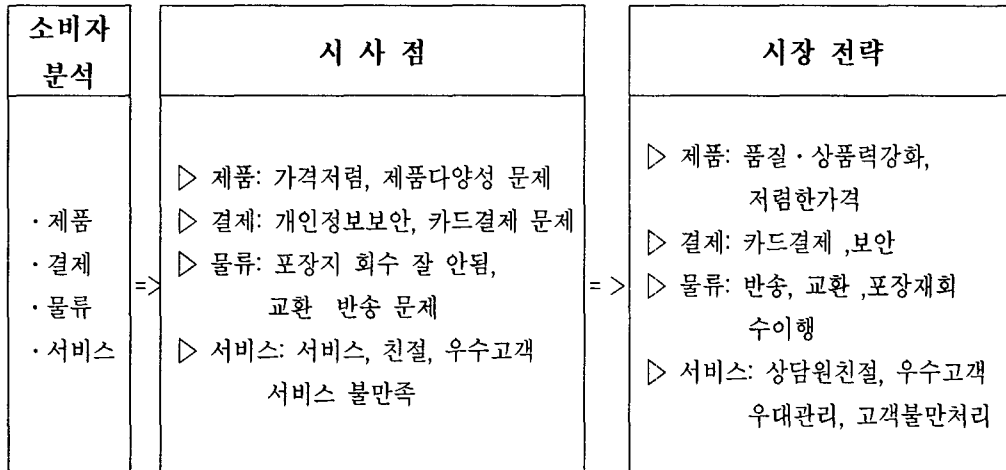 소비자
분석
시 사 점
시장 전략
· 제품
· 결제
· 물류
· 서비스
=>
▷ 제품: 가격저렴, 제품다양성 문제
▷ 결제: 개인정보보안, 카드결제 문제
▷ 물류: 포장지 회수 잘 안됨,
교환 반송 문제
▷ 서비스: 서비스, 친절, 우수고객
서비스 불만족
= >
▷ 제품: 품질·상품력강화,
저렴한가격
▷ 결제: 카드결제 ,보안
▷ 물류: 반송, 교환 ,포장재회
수이행
▷ 서비스: 상담원친절, 우수고객
우대관리, 고객불만처리